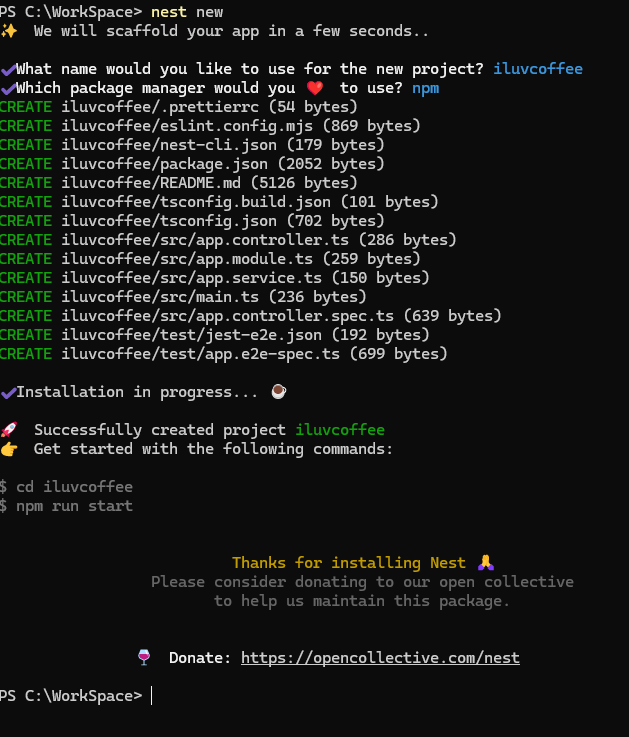 PS C:\WorkSpace> nest new
✨ We will scaffold your app in a few seconds..
✔What name would you like to use for the new project? iluvcoffee
✔Which package manager would you ❤️ to use? npm
CREATE iluvcoffee/.prettierrc (54 bytes)
CREATE iluvcoffee/eslint.config.mjs (869 bytes)
CREATE iluvcoffee/nest-cli.json (179 bytes)
CREATE iluvcoffee/package.json (2052 bytes)
CREATE iluvcoffee/README.md (5126 bytes)
CREATE iluvcoffee/tsconfig.build.json (101 bytes)
CREATE iluvcoffee/tsconfig.json (702 bytes)
CREATE iluvcoffee/src/app.controller.ts (286 bytes)
CREATE iluvcoffee/src/app.module.ts (259 bytes)
CREATE iluvcoffee/src/app.service.ts (150 bytes)
CREATE iluvcoffee/src/main.ts (236 bytes)
CREATE iluvcoffee/src/app.controller.spec.ts (639 bytes)
CREATE iluvcoffee/test/jest-e2e.json (192 bytes)
CREATE iluvcoffee/test/app.e2e-spec.ts (699 bytes)
✔Installation in progress... ☕
🚀 Successfully created project iluvcoffee
👉 Get started with the following commands:
$ cd iluvcoffee
$ npm run start
Thanks for installing Nest 🙏
Please consider donating to our open collective
to help us maintain this package.
🍷 Donate: https://opencollective.com/nest
PS C:\WorkSpace>